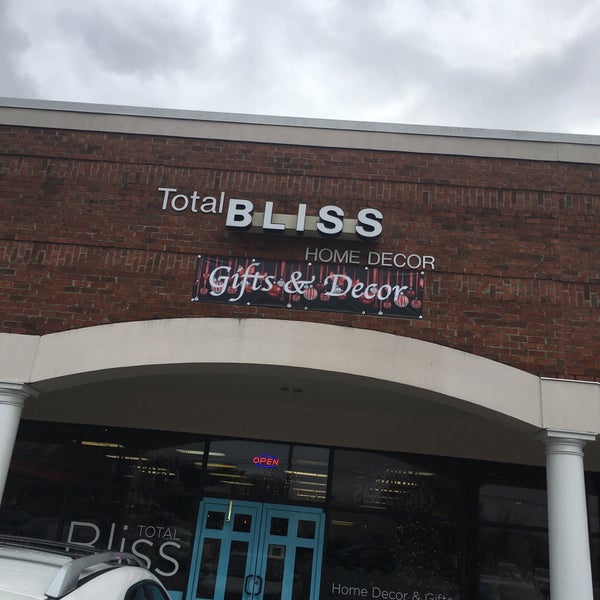 Total BLISS
HOME DECOR
Gifts & Decor
OPEN
TOTAL
Bliss
Home Decor & Gifts